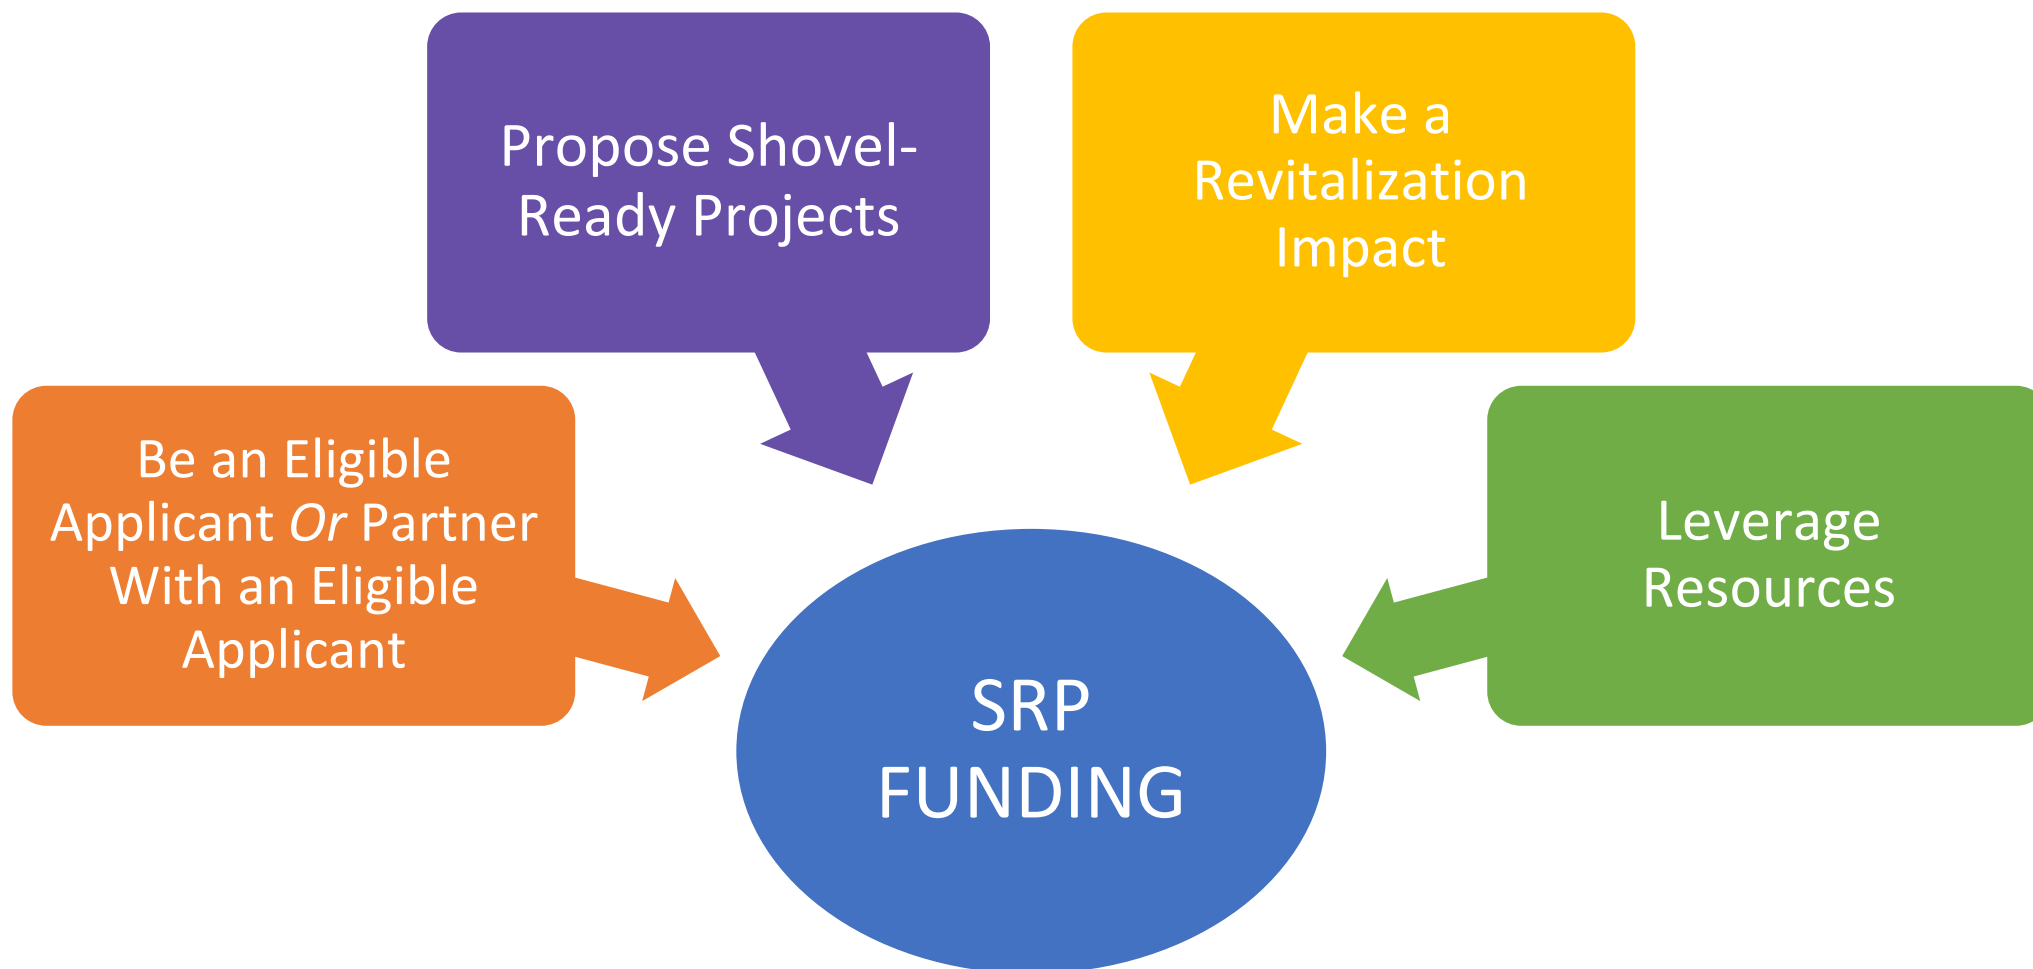 Propose Shovel-
Ready Projects
Make a
Revitalization
Impact
Be an Eligible
Applicant Or Partner
With an Eligible
Applicant
Leverage
Resources
SRP
FUNDING